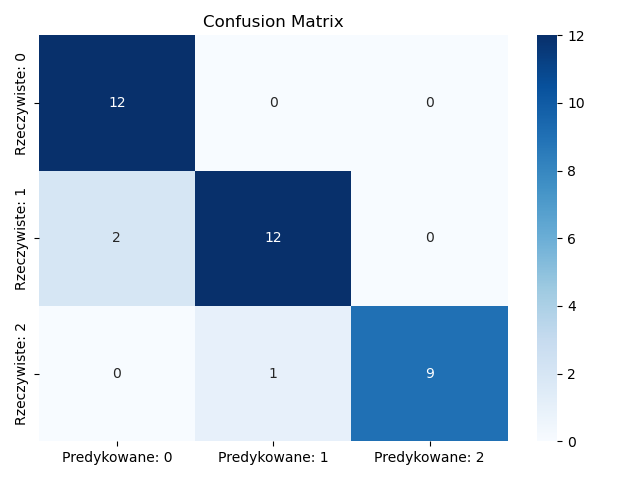 Confusion Matrix
Rzeczywiste: 0
12 0 0
Rzeczywiste: 1
2 12 0
Rzeczywiste: 2
0 1 9
Predykowane: 0 Predykowane: 1 Predykowane: 2
12
10
8
6
4
2
0